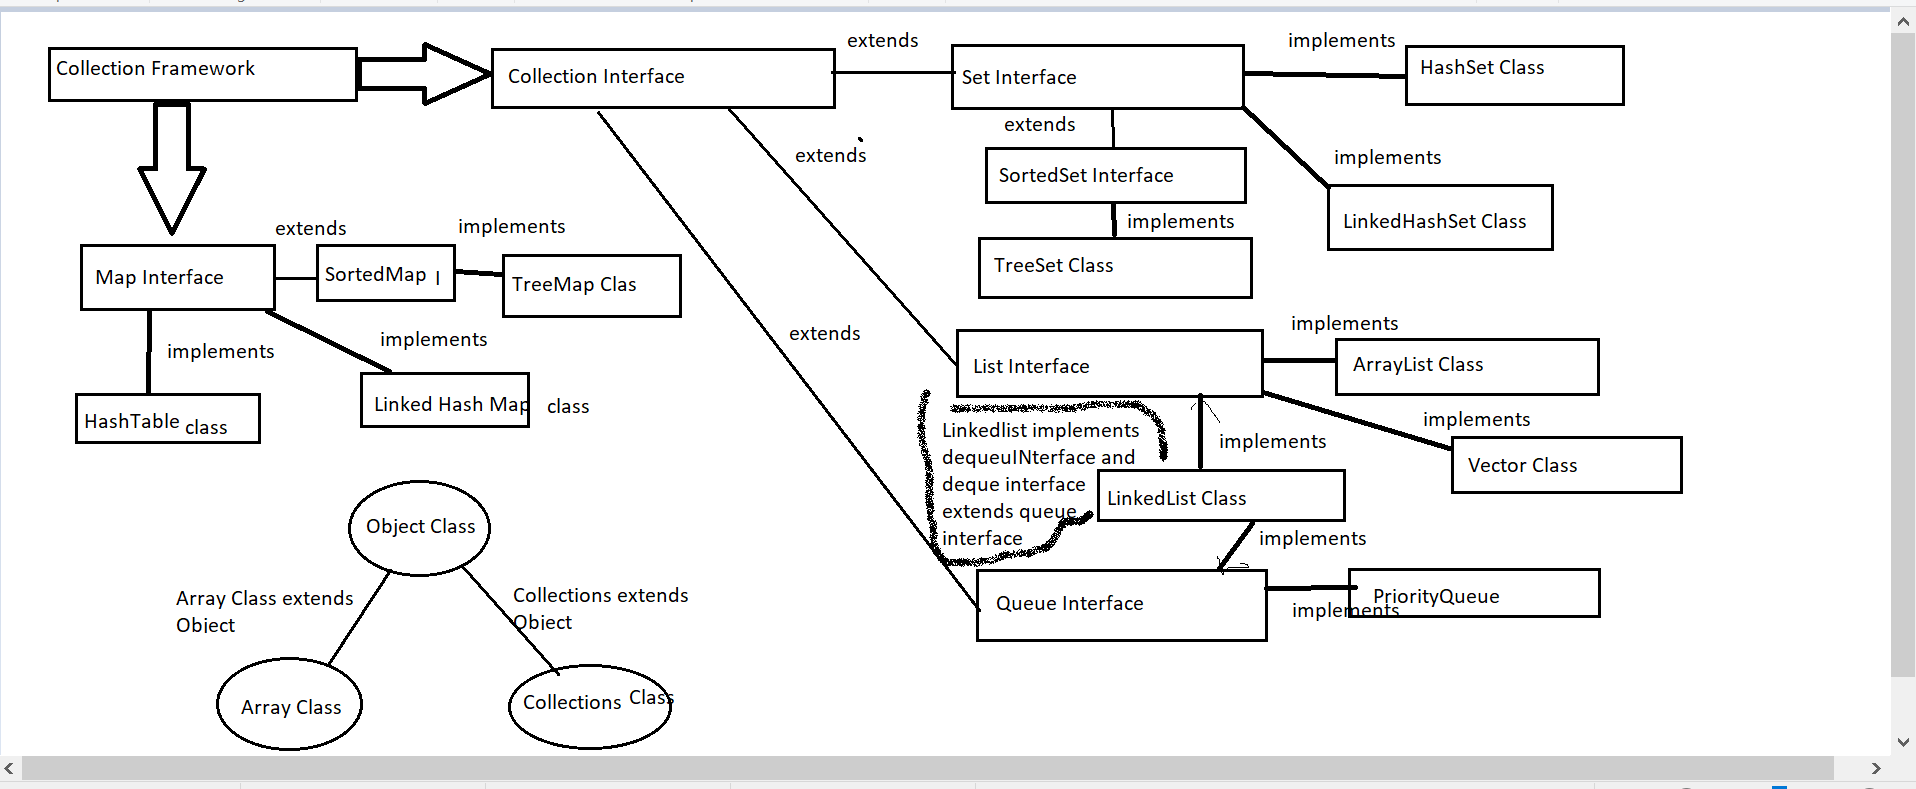 Collection Framework
Collection Interface
extends
Set Interface
implements
HashSet Class
extends
extends
implements
SortedSet Interface
LinkedHashSet Class
implements
TreeSet Class
extends
implements
Map Interface
SortedMap I
TreeMap Clas
implements
implements
HashTable class
Linked Hash Map class
extends
List Interface
implements
ArrayList Class
implements
Vector Class
Linkedlist implements
dequeuINterface and
deque interface
extends queue
interface
implements
LinkedList Class
implements
Queue Interface
implements
PriorityQueue
Object Class
Array Class extends
Object
Collections extends
Object
Array Class
Collections Class